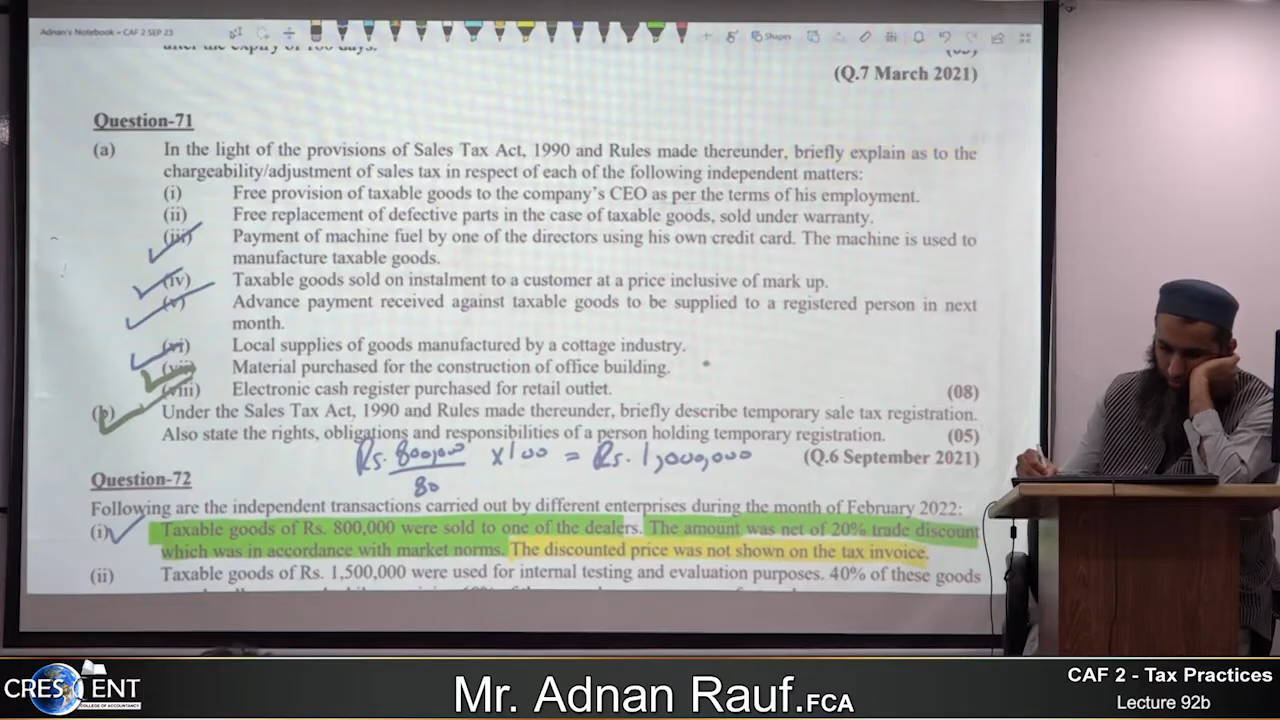 Adnan's Notebook - CAF 2 SEP 23
Shapes
(Q.7 March 2021)
Question-71
(a) In the light of the provisions of Sales Tax Act, 1990 and Rules made thereunder, briefly explain as to the
chargeability/adjustment of sales tax in respect of each of the following independent matters:
(i) Free provision of taxable goods to the company's CEO as per the terms of his employment.
(ii) Free replacement of defective parts in the case of taxable goods, sold under warranty.
(iii) Payment of machine fuel by one of the directors using his own credit card. The machine is used to
manufacture taxable goods.
(iv) Taxable goods sold on instalment to a customer at a price inclusive of mark up.
(v) Advance payment received against taxable goods to be supplied to a registered person in next
month.
(vi) Local supplies of goods manufactured by a cottage industry.
(vii) Material purchased for the construction of office building.
(viii) Electronic cash register purchased for retail outlet. (08)
(b) Under the Sales Tax Act, 1990 and Rules made thereunder, briefly describe temporary sale tax registration.
Also state the rights, obligations and responsibilities of a person holding temporary registration. (05)
Rs. 800,000 x 100 = Rs. 1,000,000
80
(Q.6 September 2021)
Question-72
Following are the independent transactions carried out by different enterprises during the month of February 2022:
(i) Taxable goods of Rs. 800,000 were sold to one of the dealers. The amount was net of 20% trade discount
which was in accordance with market norms. The discounted price was not shown on the tax invoice.
(ii) Taxable goods of Rs. 1,500,000 were used for internal testing and evaluation purposes. 40% of these goods
CRESCENT
COLLEGE OF ACCOUNTANCY
Mr. Adnan Rauf.FCA
CAF 2 - Tax Practices
Lecture 92b